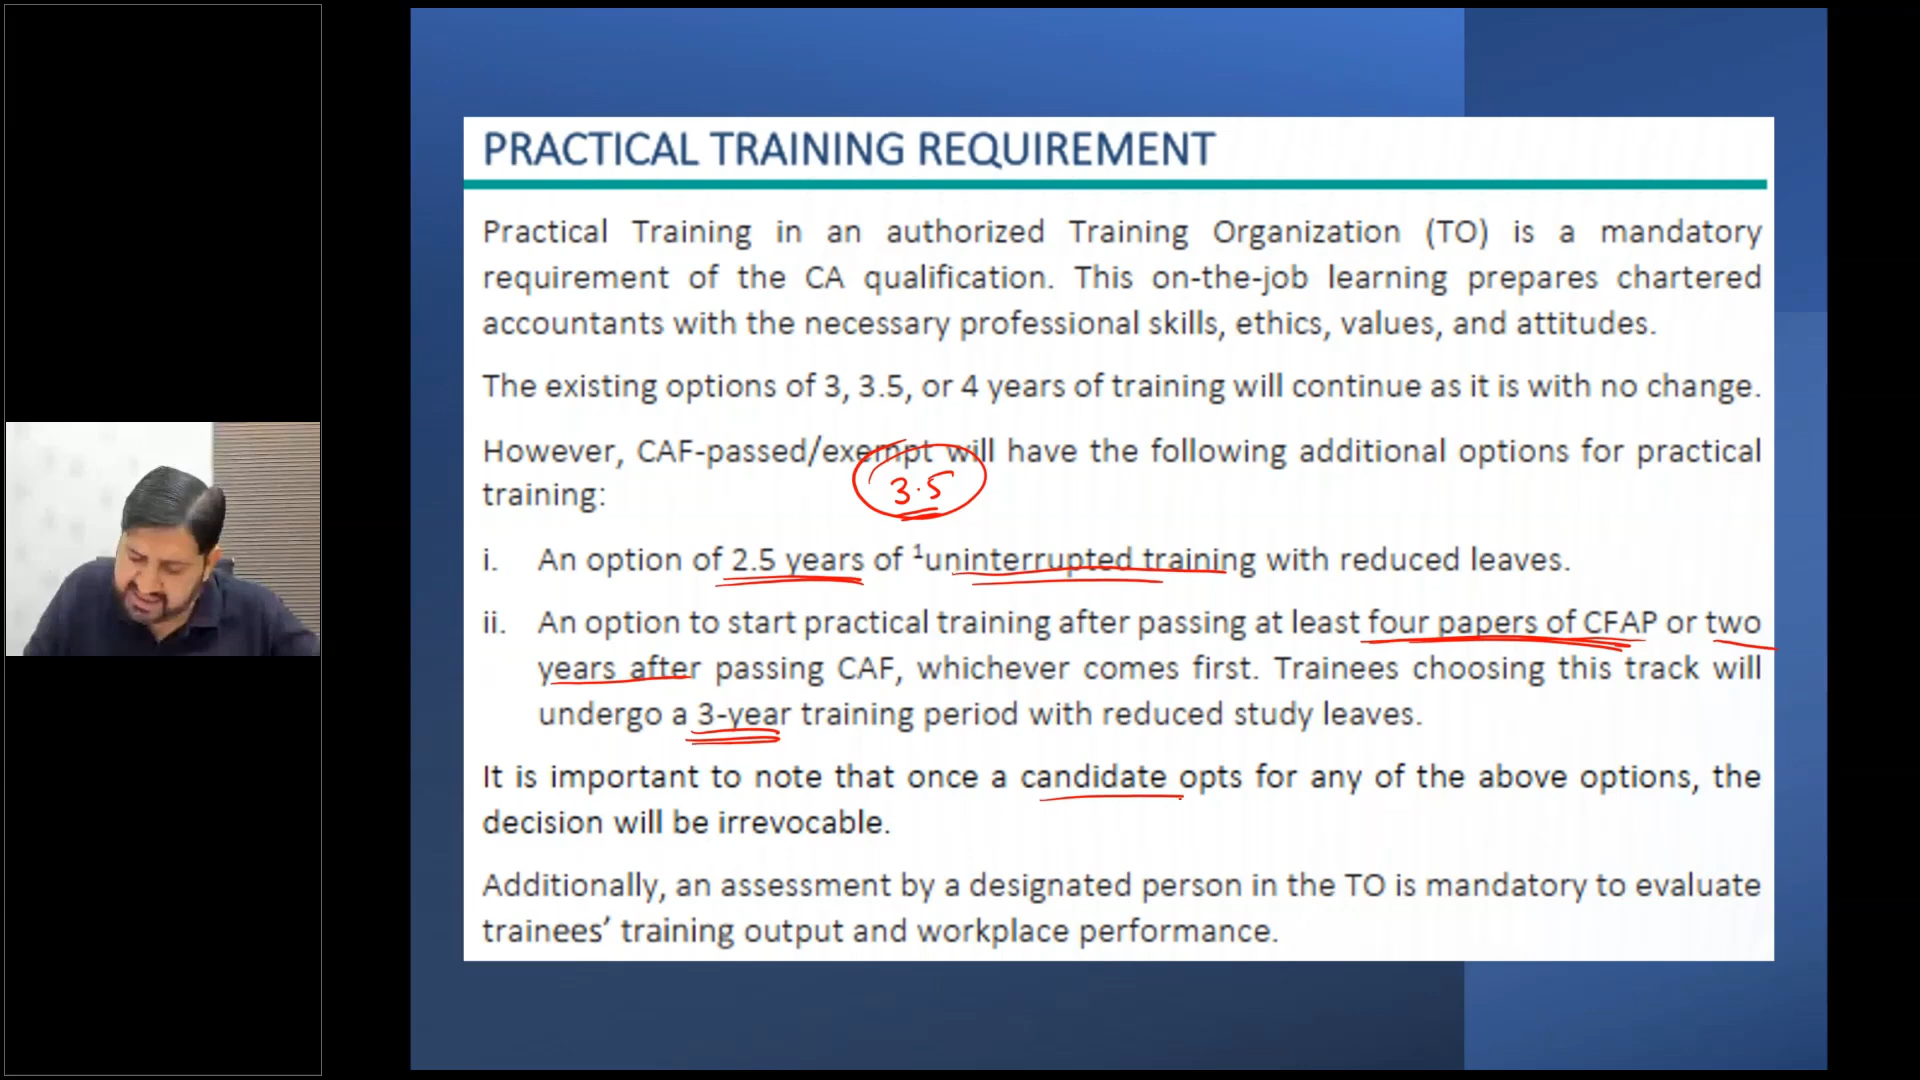 PRACTICAL TRAINING REQUIREMENT
Practical Training in an authorized Training Organization (TO) is a mandatory
requirement of the CA qualification. This on-the-job learning prepares chartered
accountants with the necessary professional skills, ethics, values, and attitudes.
The existing options of 3, 3.5, or 4 years of training will continue as it is with no change.
However, CAF-passed/exempt will have the following additional options for practical
training:
3.5
i. An option of 2.5 years of ¹uninterrupted training with reduced leaves.
ii. An option to start practical training after passing at least four papers of CFAP or two
years after passing CAF, whichever comes first. Trainees choosing this track will
undergo a 3-year training period with reduced study leaves.
It is important to note that once a candidate opts for any of the above options, the
decision will be irrevocable.
Additionally, an assessment by a designated person in the TO is mandatory to evaluate
trainees’ training output and workplace performance.